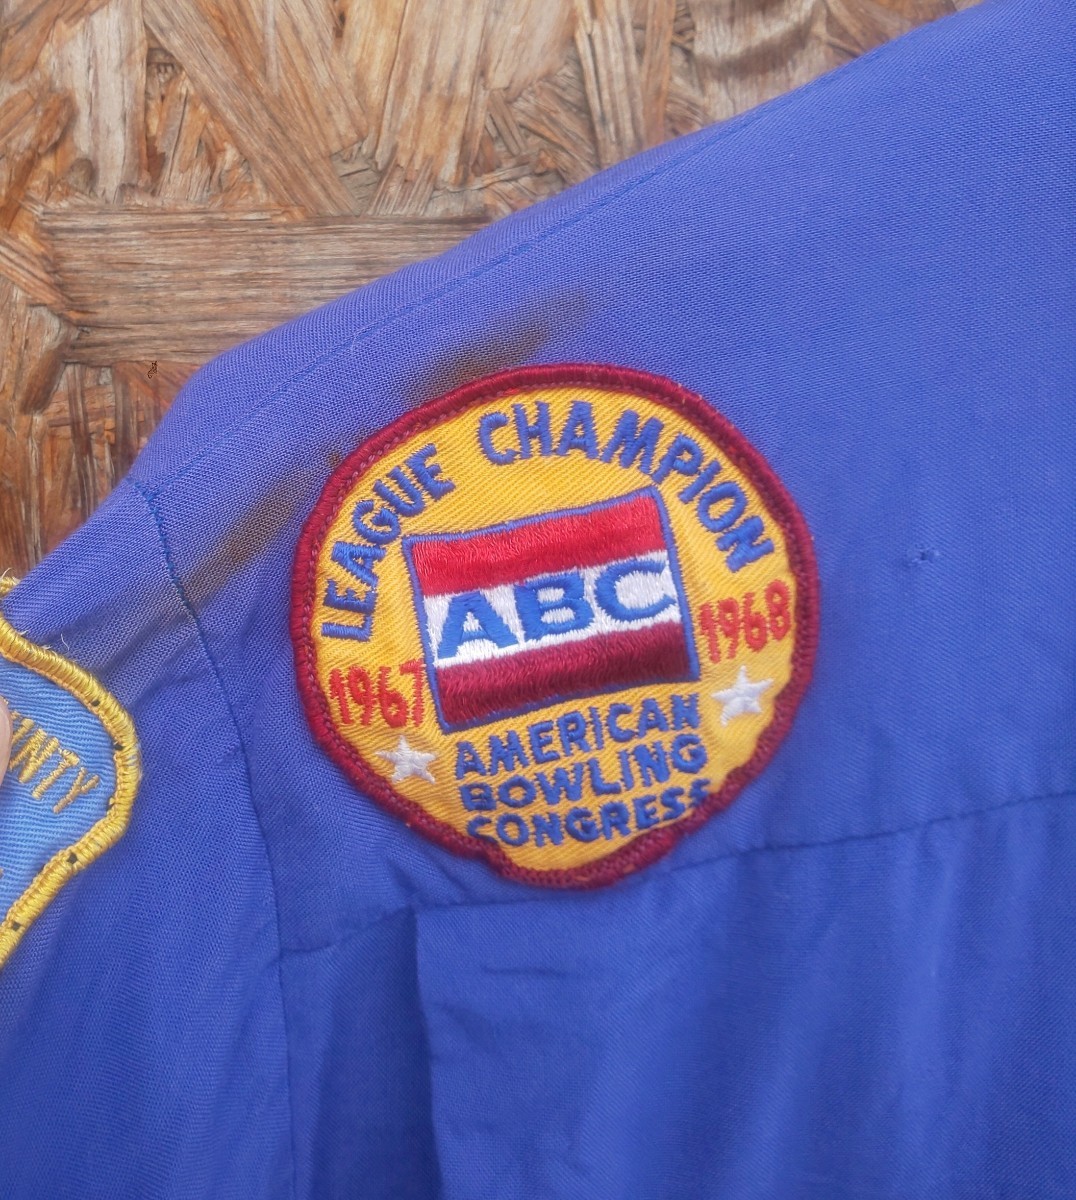 LEAGUE CHAMPION
ABC
1967
1968
AMERICAN
BOWLING
CONGRESS